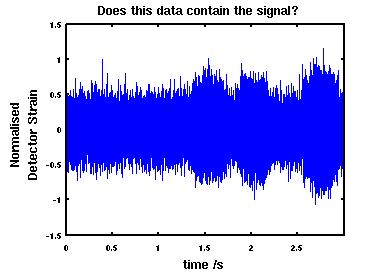 Does this data contain the signal?
1.5
1
0.5
0
-0.5
-1
-1.5
Normalised
Detector Strain
0 0.5 1 1.5 2 2.5
time /s